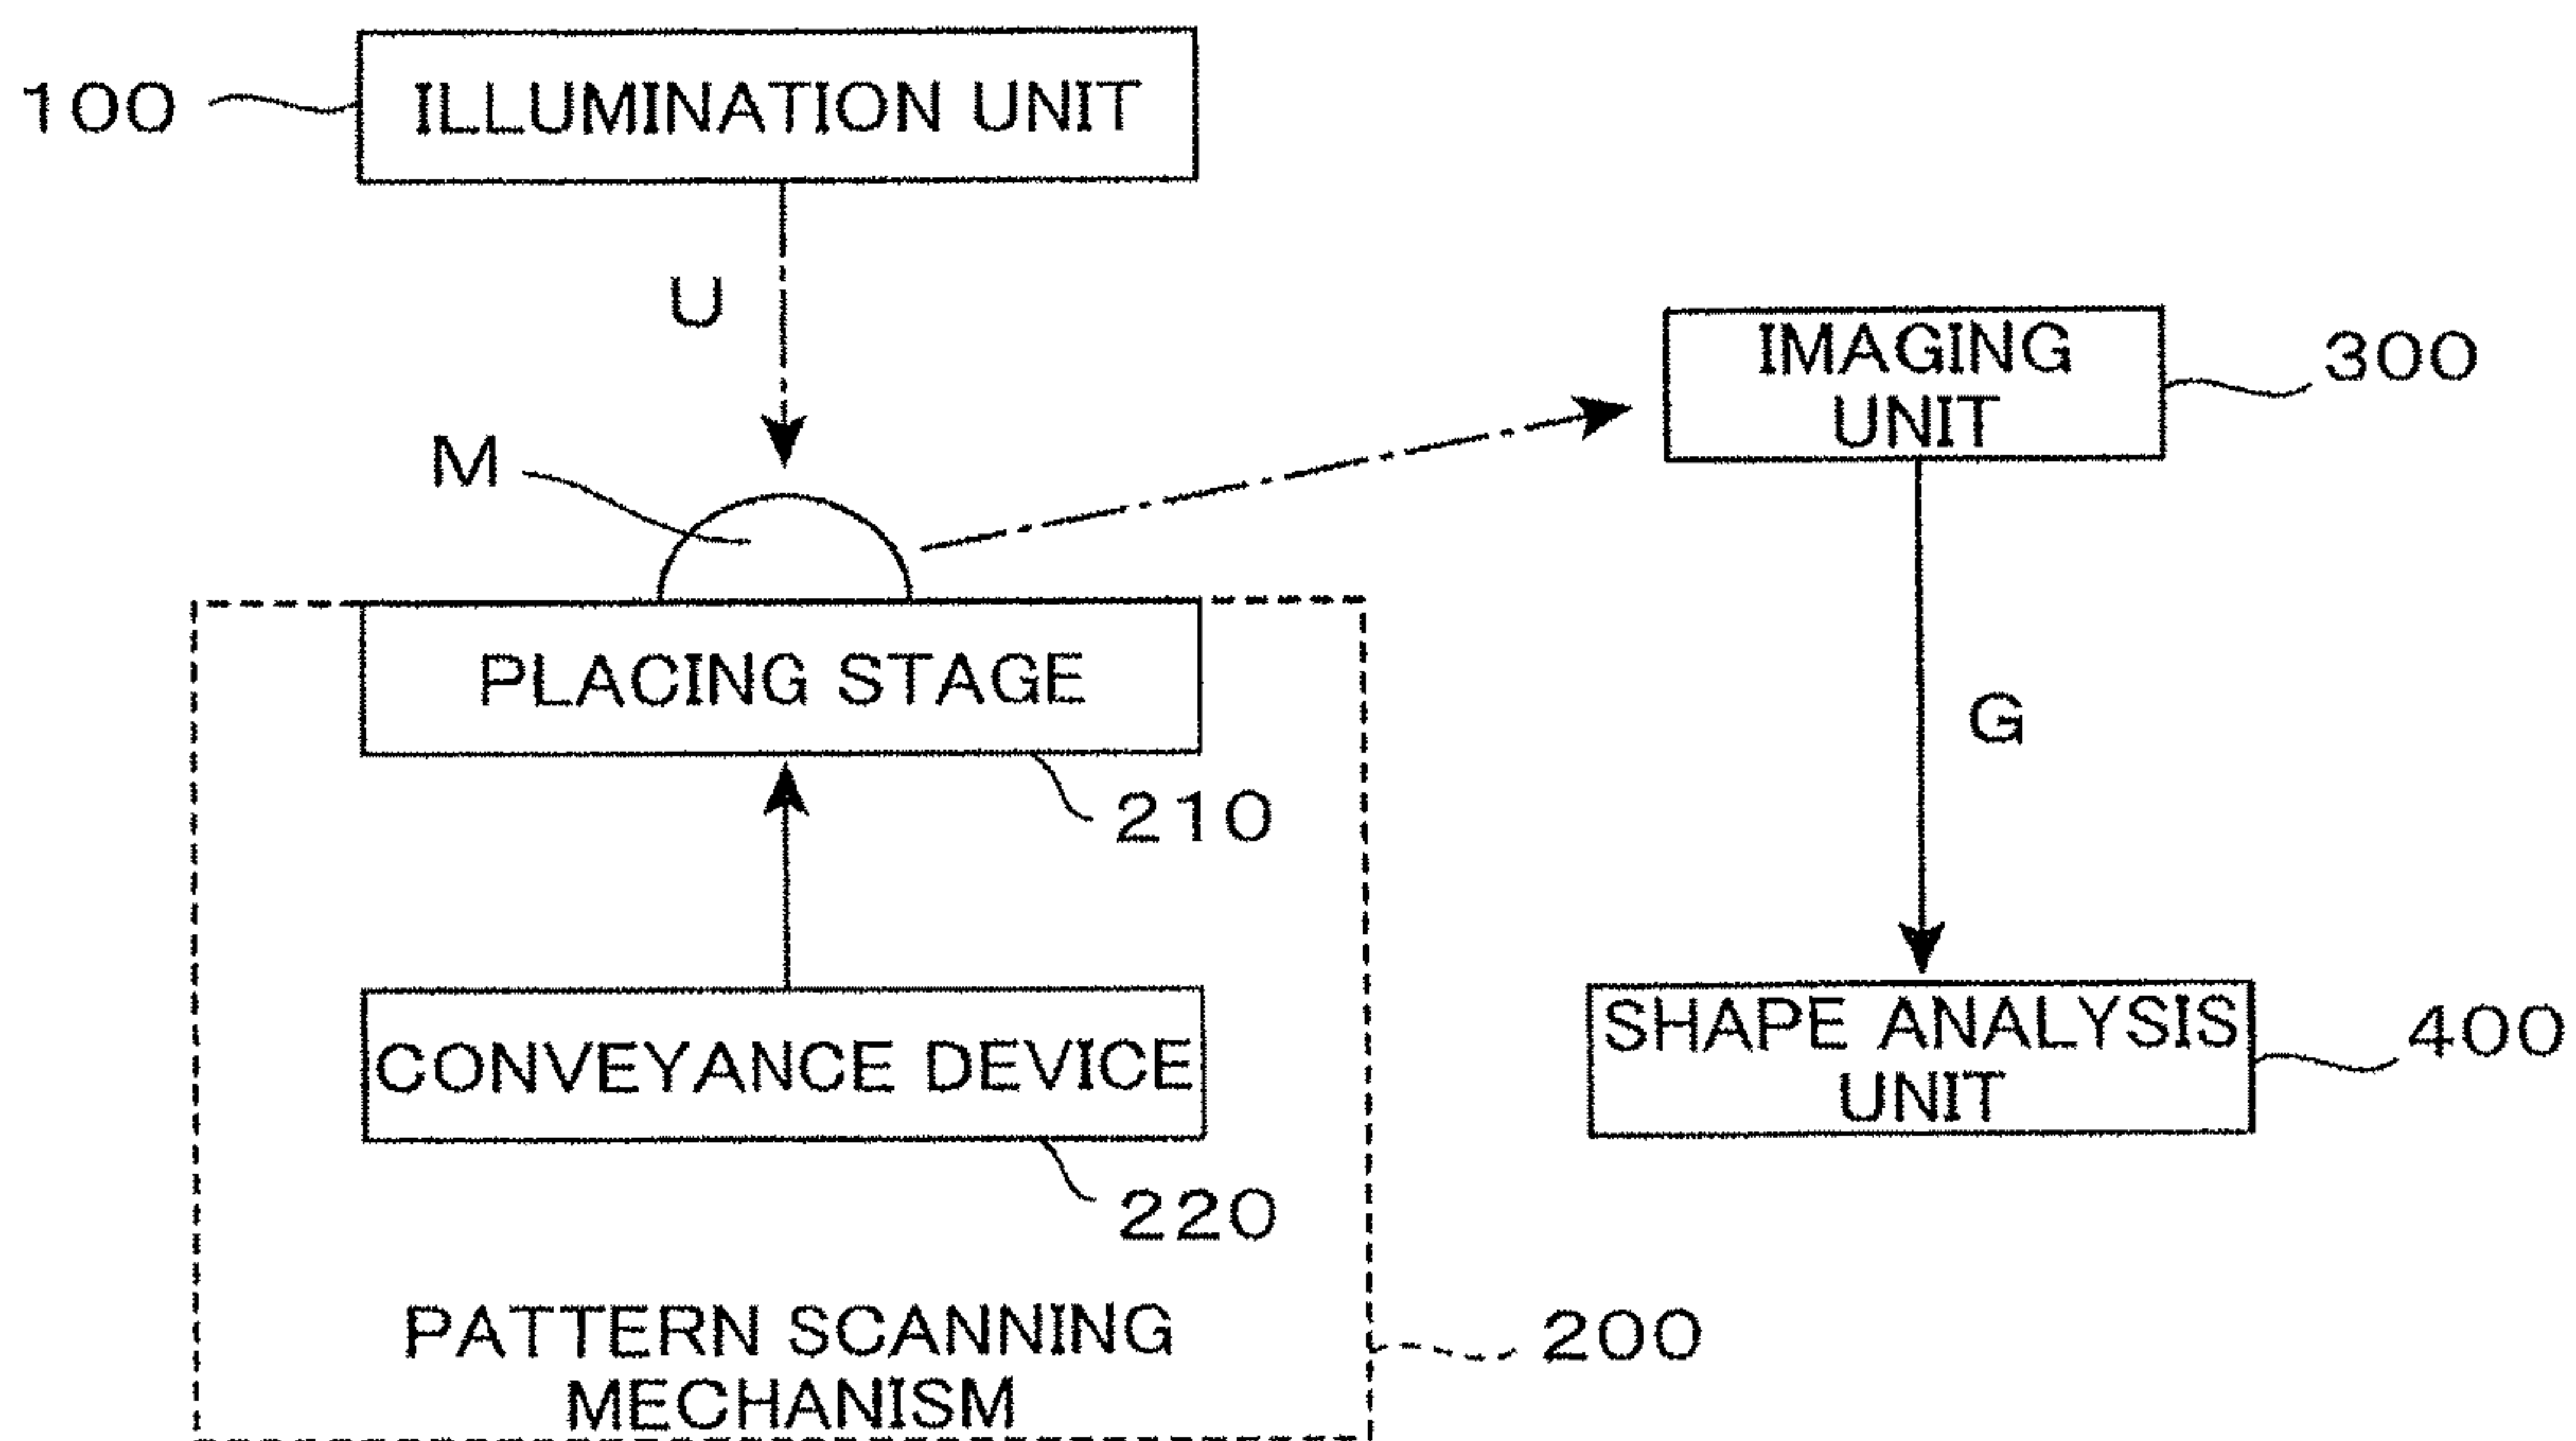 100
ILLUMINATION UNIT
U
IMAGING
UNIT
300
M
PLACING STAGE
210
G
CONVEYANCE DEVICE
220
SHAPE ANALYSIS
UNIT
400
PATTERN SCANNING
MECHANISM
200